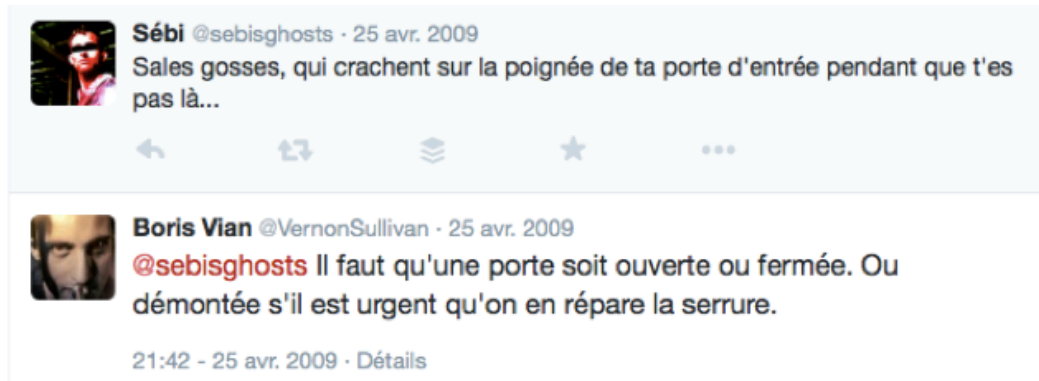 Sébi @sebisghosts · 25 avr. 2009
Sales gosses, qui crachent sur la poignée de ta porte d'entrée pendant que t'es
pas là...
Boris Vian @VernonSullivan · 25 avr. 2009
@sebisghosts Il faut qu'une porte soit ouverte ou fermée. Ou
démontée s'il est urgent qu'on en répare la serrure.
21:42 - 25 avr. 2009 · Détails